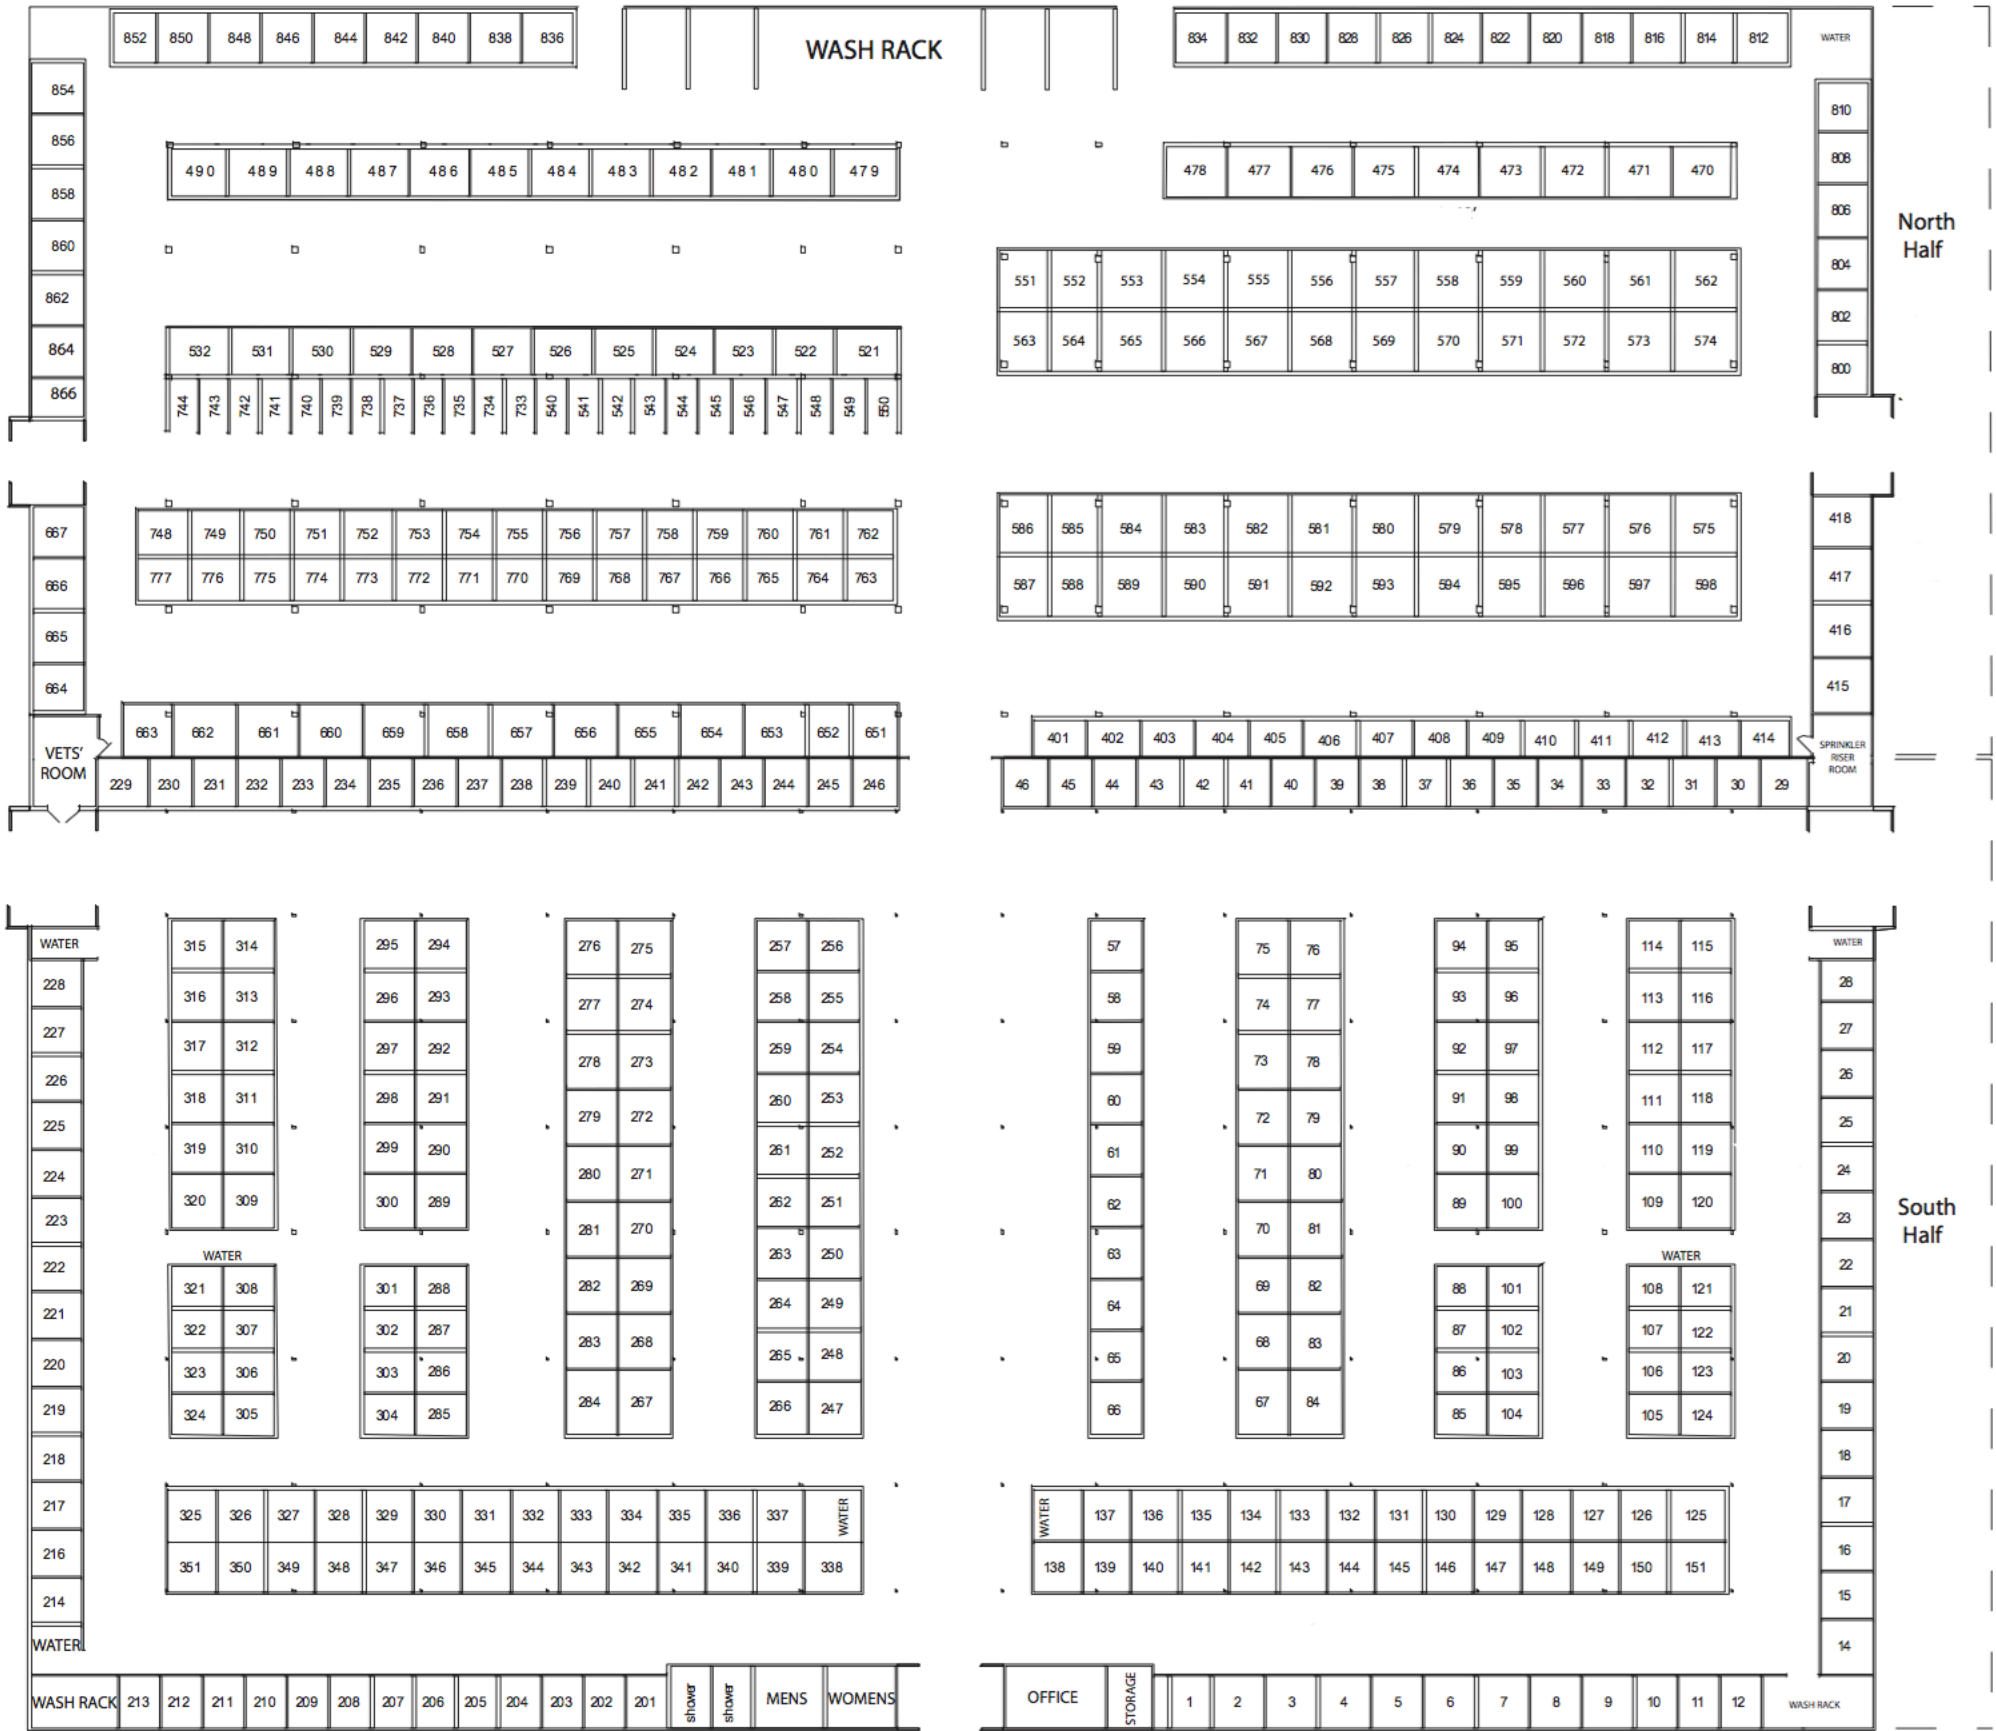 852 850 848 846 844 842 840 838 836 WASH RACK 834 832 830 828 826 824 822 820 818 816 814 812 WATER
854 810
856 808
858 806
860 804
862 802
864 800
866
490 489 488 487 486 485 484 483 482 481 480 479 478 477 476 475 474 473 472 471 470
North
Half
551 552 553 554 555 556 557 558 559 560 561 562
563 564 565 566 567 568 569 570 571 572 573 574
532 531 530 529 528 527 526 525 524 523 522 521
744 743 742 741 740 739 738 737 736 735 734 733 540 541 542 543 544 545 546 547 548 549 550
667 418
666 417
665 416
664 415
748 749 750 751 752 753 754 755 756 757 758 759 760 761 762 586 585 584 583 582 581 580 579 578 577 576 575
777 776 775 774 773 772 771 770 769 768 767 766 765 764 763 587 588 589 590 591 592 593 594 595 596 597 598
663 662 661 660 659 658 657 656 655 654 653 652 651 401 402 403 404 405 406 407 408 409 410 411 412 413 414
VETS'
ROOM
SPRINKLER
RISER
ROOM
229 230 231 232 233 234 235 236 237 238 239 240 241 242 243 244 245 246 46 45 44 43 42 41 40 39 38 37 36 35 34 33 32 31 30 29
WATER WATER
228 28
227 27
226 26
225 25
224 24
223 23
222 22
221 21
220 20
219 19
218 18
217 17
216 16
214 15
WATER 14
315 314 295 294 276 275 257 256 57 75 76 94 95 114 115
316 313 296 293 277 274 258 255 58 74 77 93 96 113 116
317 312 297 292 278 273 259 254 59 73 78 92 97 112 117
318 311 298 291 279 272 260 253 60 72 79 91 98 111 118
319 310 299 290 280 271 261 252 61 71 80 90 99 110 119
320 309 300 289 281 270 262 251 62 70 81 89 100 109 120
South
Half
WATER 263 250 63 WATER
321 308 301 288 282 269 264 249 64 69 82 88 101 108 121
322 307 302 287 283 268 265 248 65 68 83 87 102 107 122
323 306 303 286 86 103 106 123
324 305 304 285 284 267 266 247 66 67 84 85 104 105 124
325 326 327 328 329 330 331 332 333 334 335 336 337 WATER WATER 137 136 135 134 133 132 131 130 129 128 127 126 125
351 350 349 348 347 346 345 344 343 342 341 340 339 338 138 139 140 141 142 143 144 145 146 147 148 149 150 151
WASH RACK 213 212 211 210 209 208 207 206 205 204 203 202 201 shower shower MENS WOMENS OFFICE STORAGE 1 2 3 4 5 6 7 8 9 10 11 12 WASH RACK